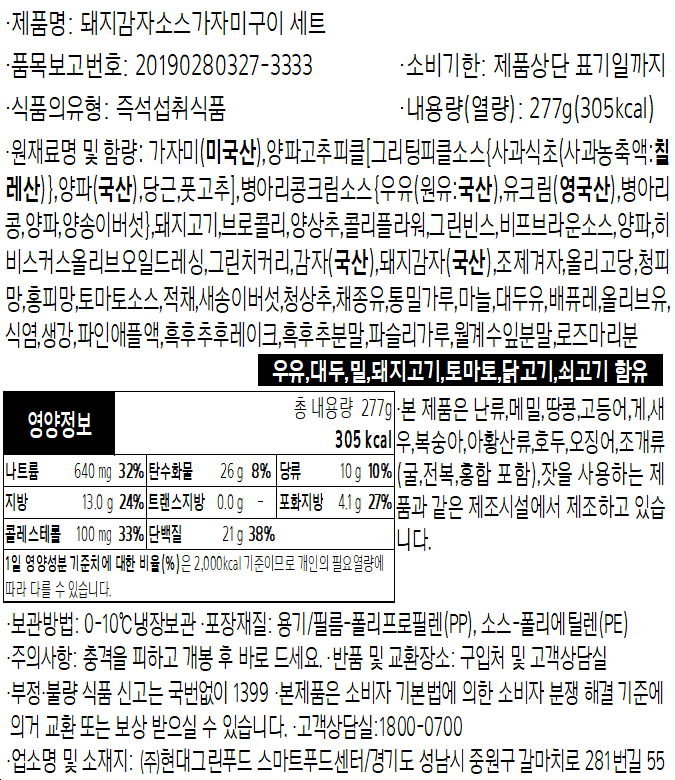 ·제품명: 돼지감자소스가자미구이 세트
·품목보고번호: 20190280327-3333 ·소비기한: 제품상단 표기일까지
·식품의유형: 즉석섭취식품 ·내용량(열량): 277g(305kcal)
·원재료명 및 함량: 가자미(미국산),양파고추피클[그리팅피클소스{사과식초(사과농축액:칠
레산)},양파(국산),당근,풋고추],병아리콩크림소스{우유(원유:국산),유크림(영국산),병아리
콩,양파,양송이버섯},돼지고기,브로콜리,양상추,콜리플라워,그린빈스,비프브라운소스,양파,히
비스커스올리브오일드레싱,그린치커리,감자(국산),돼지감자(국산),조제겨자,올리고당,청피
망,홍피망,토마토소스,적채,새송이버섯,청상추,채종유,통밀가루,마늘,대두유,배퓨레,올리브유,
식염,생강,파인애플액,흑후추후레이크,흑후추분말,파슬리가루,월계수잎분말,로즈마리분
우유,대두,밀,돼지고기,토마토,닭고기,쇠고기 함유
영양정보
총 내용량 277g
305 kcal
나트륨 640 mg 32% 탄수화물 26 g 8% 당류 10 g 10%
지방 13.0 g 24% 트랜스지방 0.0 g - 포화지방 4.1 g 27%
콜레스테롤 100 mg 33% 단백질 21 g 38%
1일 영양성분 기준치에 대한 비율(%)은 2,000kcal 기준이므로 개인의 필요열량에
따라 다를 수 있습니다.
·본 제품은 난류,메밀,땅콩,고등어,게,새
우,복숭아,아황산류,호두,오징어,조개류
(굴,전복,홍합 포함),잣을 사용하는 제
품과 같은 제조시설에서 제조하고 있습
니다.
·보관방법: 0-10℃냉장보관 ·포장재질: 용기/필름-폴리프로필렌(PP), 소스-폴리에틸렌(PE)
·주의사항: 충격을 피하고 개봉 후 바로 드세요. ·반품 및 교환장소: 구입처 및 고객상담실
·부정·불량 식품 신고는 국번없이 1399 ·본제품은 소비자 기본법에 의한 소비자 분쟁 해결 기준에
의거 교환 또는 보상 받으실 수 있습니다. ·고객상담실:1800-0700
·업소명 및 소재지: (주)현대그린푸드 스마트푸드센터/경기도 성남시 중원구 갈마치로 281번길 55